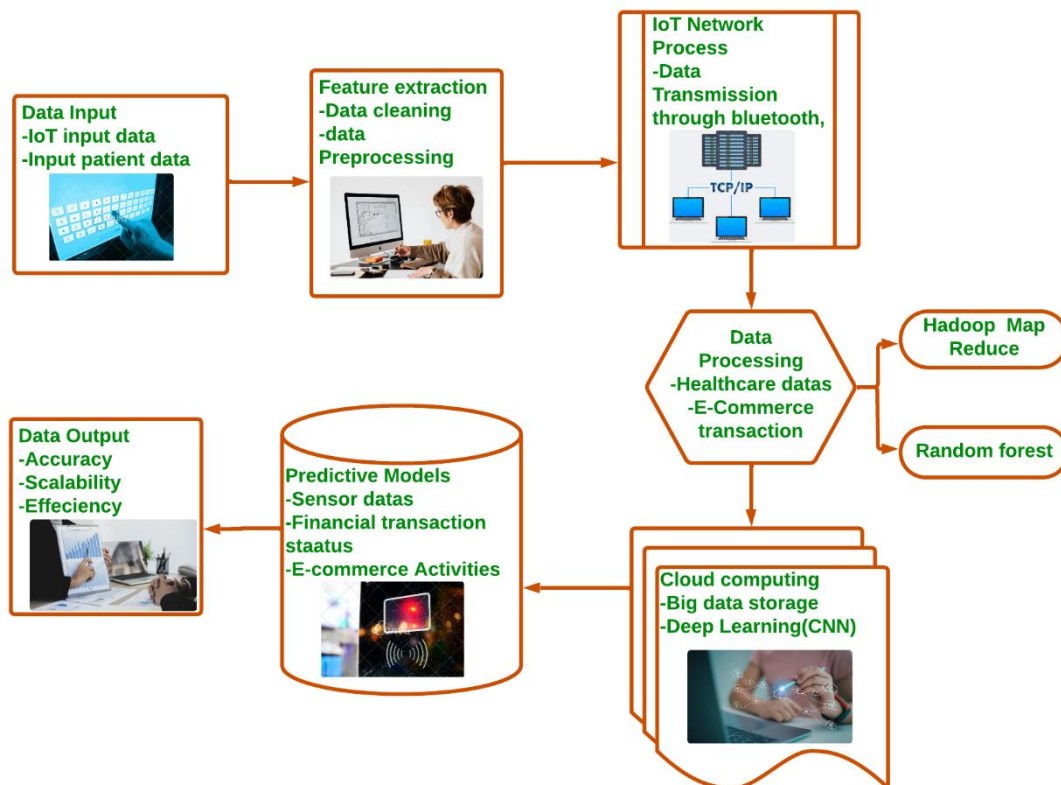 Data Input
-IoT input data
-Input patient data
Feature extraction
-Data cleaning
-data
Preprocessing
IoT Network
Process
-Data
Transmission
through bluetooth,
TCP/IP
Data
Processing
-Healthcare datas
-E-Commerce
transaction
Hadoop Map
Reduce
Random forest
Cloud computing
-Big data storage
-Deep Learning(CNN)
Predictive Models
-Sensor datas
-Financial transaction
staatus
-E-commerce Activities
Data Output
-Accuracy
-Scalability
-Effeciency